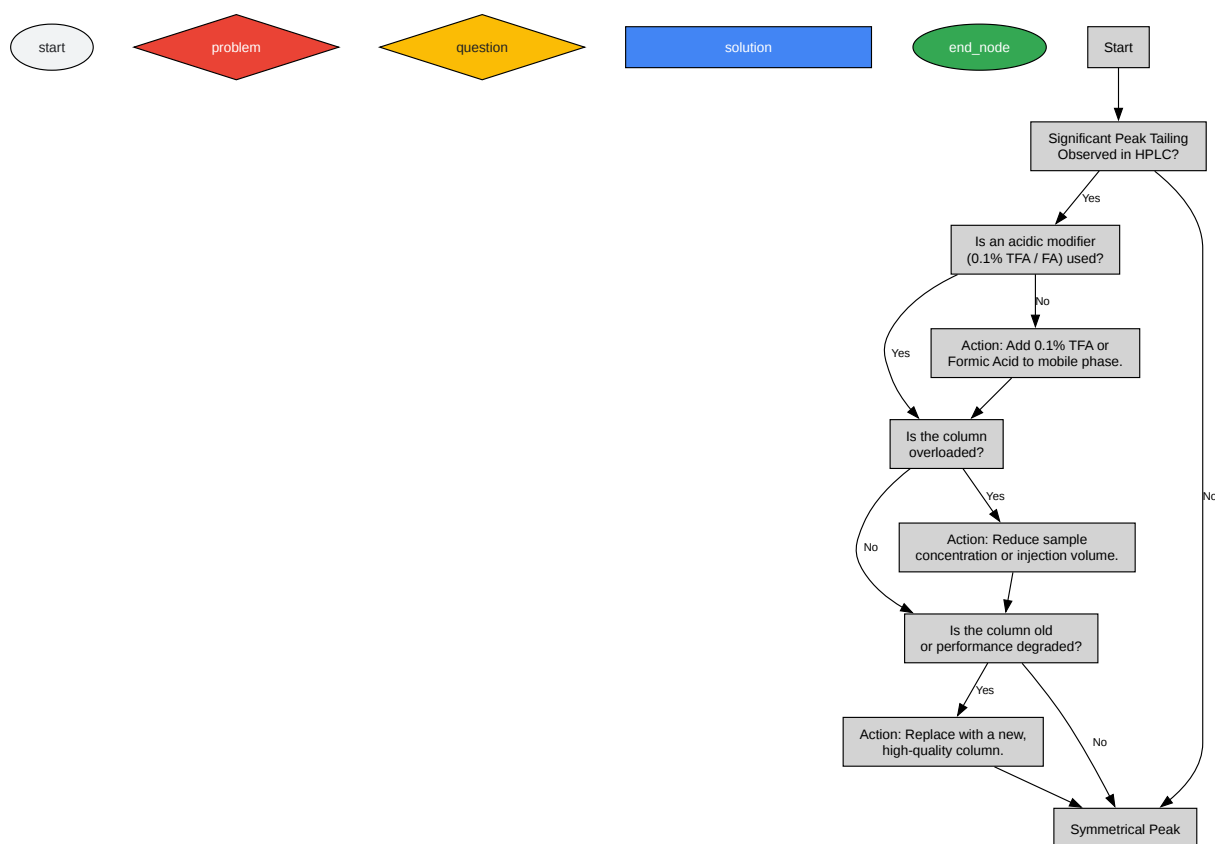 start
problem
question
solution
end_node
Start
Significant Peak Tailing
Observed in HPLC?
Yes
Is an acidic modifier
(0.1% TFA / FA) used?
No
Yes
Action: Add 0.1% TFA or
Formic Acid to mobile phase.
Is the column
overloaded?
Yes
No
No
Action: Reduce sample
concentration or injection volume.
Is the column old
or performance degraded?
Yes
Action: Replace with a new,
high-quality column.
No
Symmetrical Peak